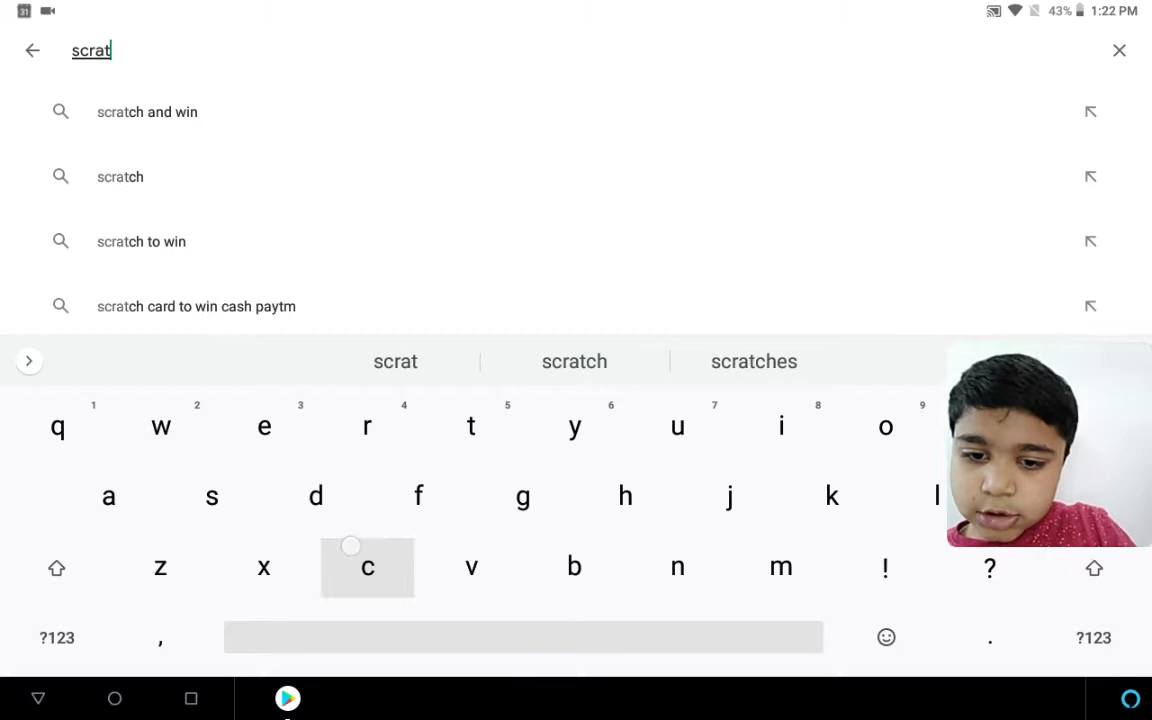 31 43% 1:22 PM
scrat
scratch and win
scratch
scratch to win
scratch card to win cash paytm
scrat scratch scratches
1 2 3 4 5 6 7 8 9
q w e r t y u i o
a s d f g h j k l
z x c v b n m ! ?
?123 , . ?123